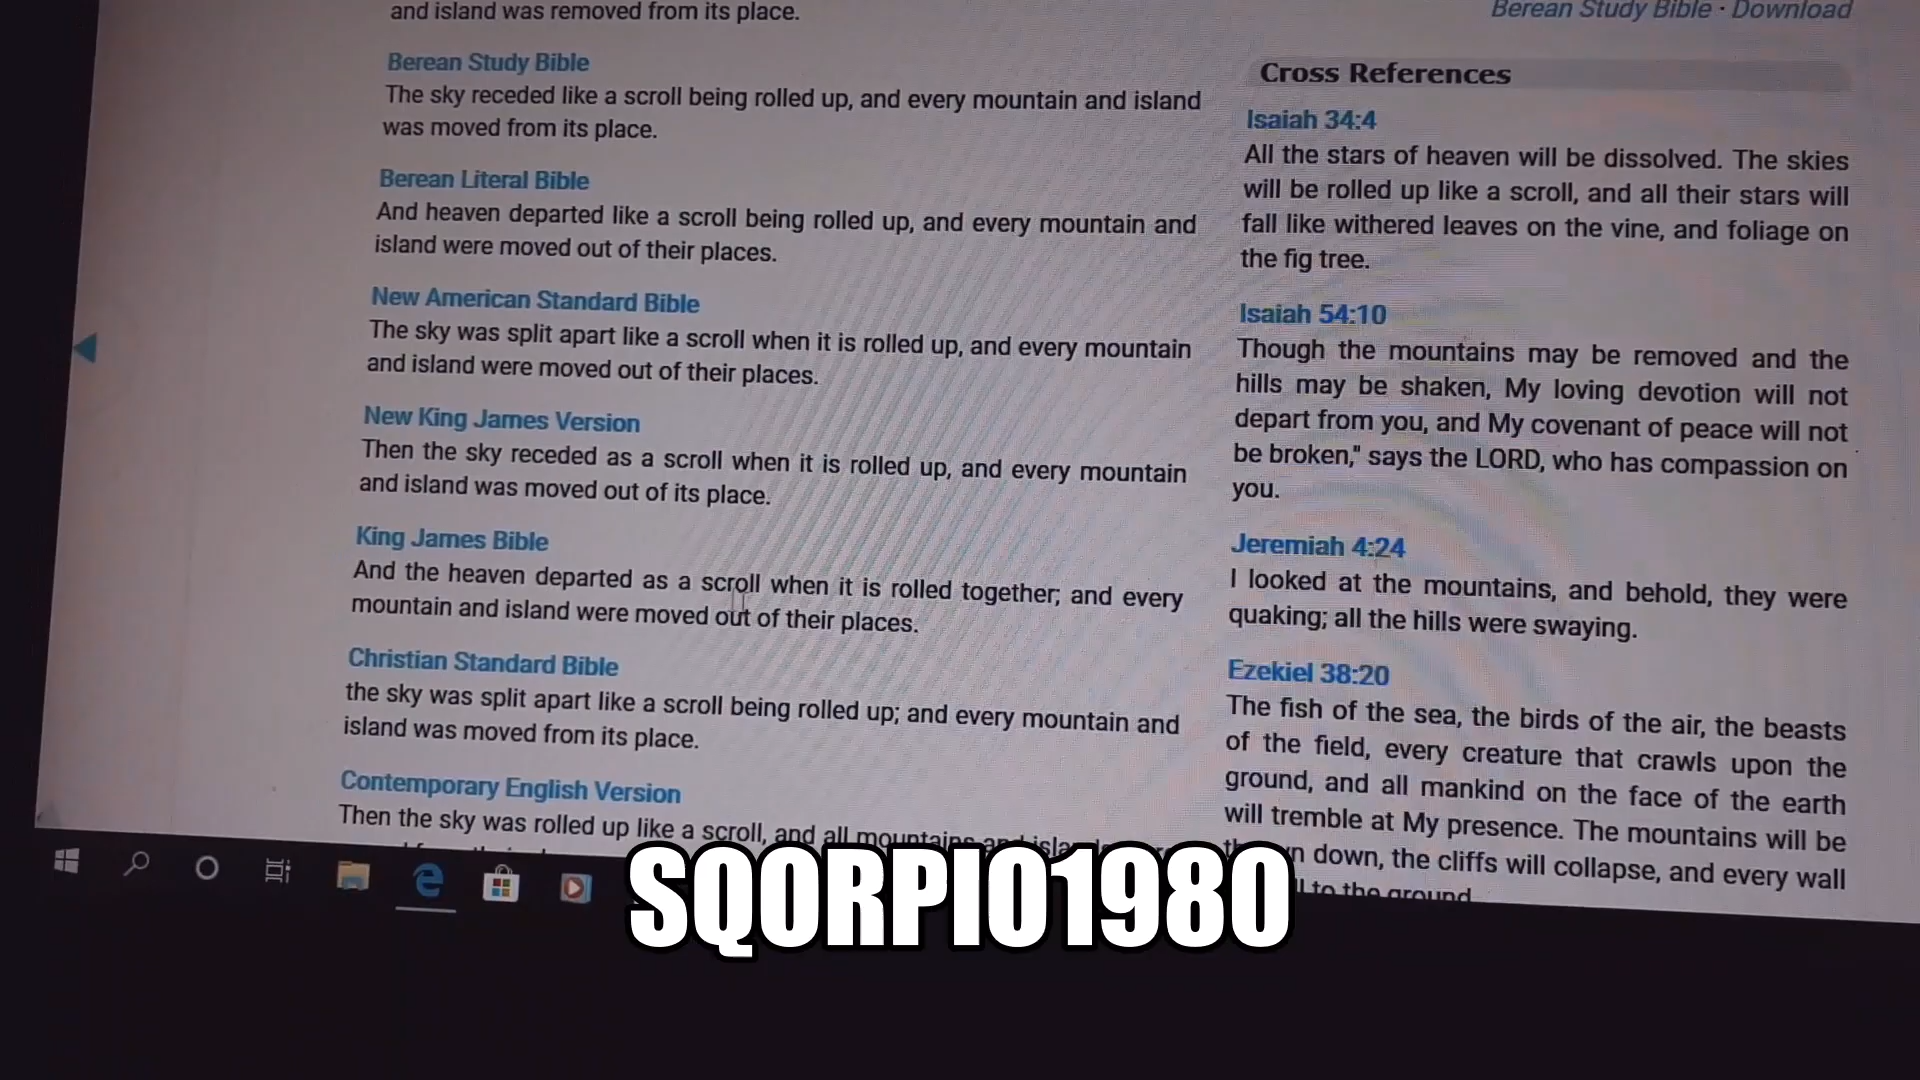 and island was removed from its place.
Berean Study Bible
The sky receded like a scroll being rolled up, and every mountain and island
was moved from its place.
Berean Literal Bible
And heaven departed like a scroll being rolled up, and every mountain and
island were moved out of their places.
New American Standard Bible
The sky was split apart like a scroll when it is rolled up, and every mountain
and island were moved out of their places.
New King James Version
Then the sky receded as a scroll when it is rolled up, and every mountain
and island was moved out of its place.
King James Bible
And the heaven departed as a scroll when it is rolled together; and every
mountain and island were moved out of their places.
Christian Standard Bible
the sky was split apart like a scroll being rolled up; and every mountain and
island was moved from its place.
Contemporary English Version
Then the sky was rolled up like a scroll, and all mountains and
Berean Study Bible · Download
Cross References
Isaiah 34:4
All the stars of heaven will be dissolved. The skies
will be rolled up like a scroll, and all their stars will
fall like withered leaves on the vine, and foliage on
the fig tree.
Isaiah 54:10
Though the mountains may be removed and the
hills may be shaken, My loving devotion will not
depart from you, and My covenant of peace will not
be broken," says the LORD, who has compassion on
you.
Jeremiah 4:24
I looked at the mountains, and behold, they were
quaking; all the hills were swaying.
Ezekiel 38:20
The fish of the sea, the birds of the air, the beasts
of the field, every creature that crawls upon the
ground, and all mankind on the face of the earth
will tremble at My presence. The mountains will be
down, the cliffs will collapse, and every wall
to the ground
SQORPIO1980